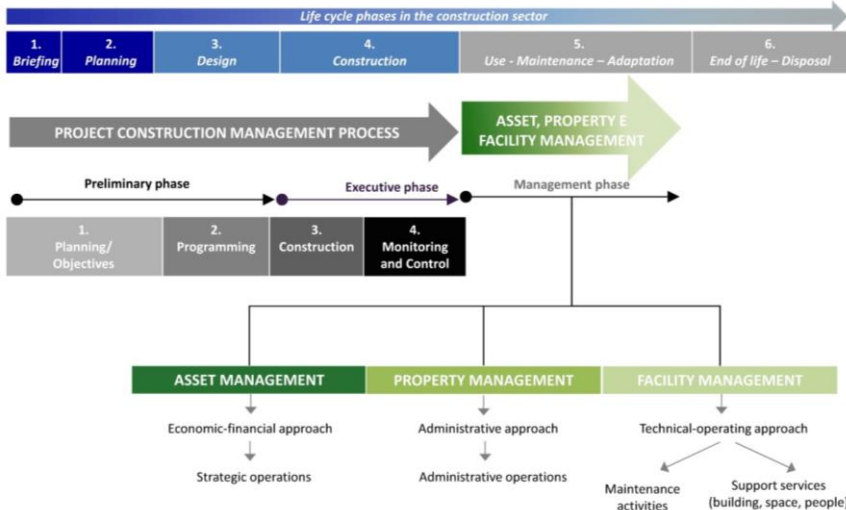 Life cycle phases in the construction sector
1.
Briefing
2.
Planning
3.
Design
4.
Construction
5.
Use - Maintenance – Adaptation
6.
End of life – Disposal
PROJECT CONSTRUCTION MANAGEMENT PROCESS
ASSET, PROPERTY E
FACILITY MANAGEMENT
Preliminary phase
Executive phase
Management phase
1.
Planning/
Objectives
2.
Programming
3.
Construction
4.
Monitoring
and Control
ASSET MANAGEMENT
PROPERTY MANAGEMENT
FACILITY MANAGEMENT
Economic-financial approach
Administrative approach
Technical-operating approach
Strategic operations
Administrative operations
Maintenance
activities
Support services
(building, space, people)